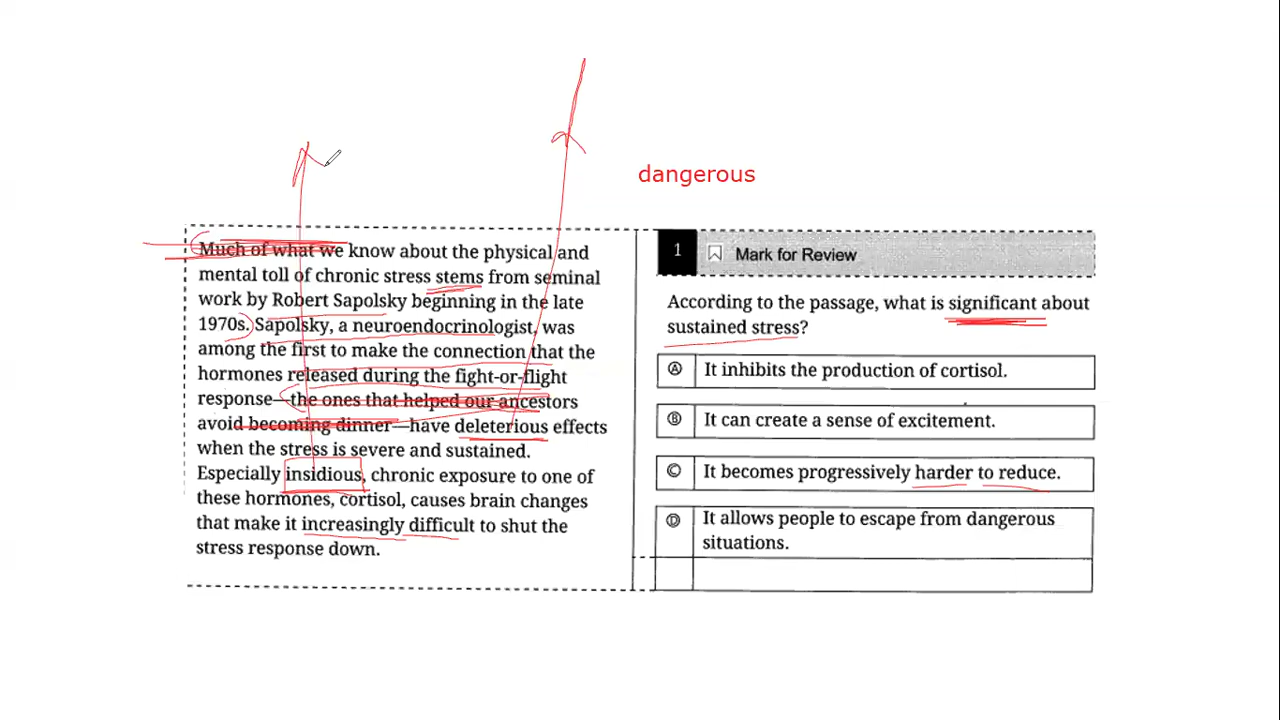 dangerous
Much of what we know about the physical and
mental toll of chronic stress stems from seminal
work by Robert Sapolsky beginning in the late
1970s. Sapolsky, a neuroendocrinologist, was
among the first to make the connection that the
hormones released during the fight-or-flight
response—the ones that helped our ancestors
avoid becoming dinner—have deleterious effects
when the stress is severe and sustained.
Especially insidious, chronic exposure to one of
these hormones, cortisol, causes brain changes
that make it increasingly difficult to shut the
stress response down.
1 Mark for Review
According to the passage, what is significant about
sustained stress?
A It inhibits the production of cortisol.
B It can create a sense of excitement.
C It becomes progressively harder to reduce.
D It allows people to escape from dangerous
situations.